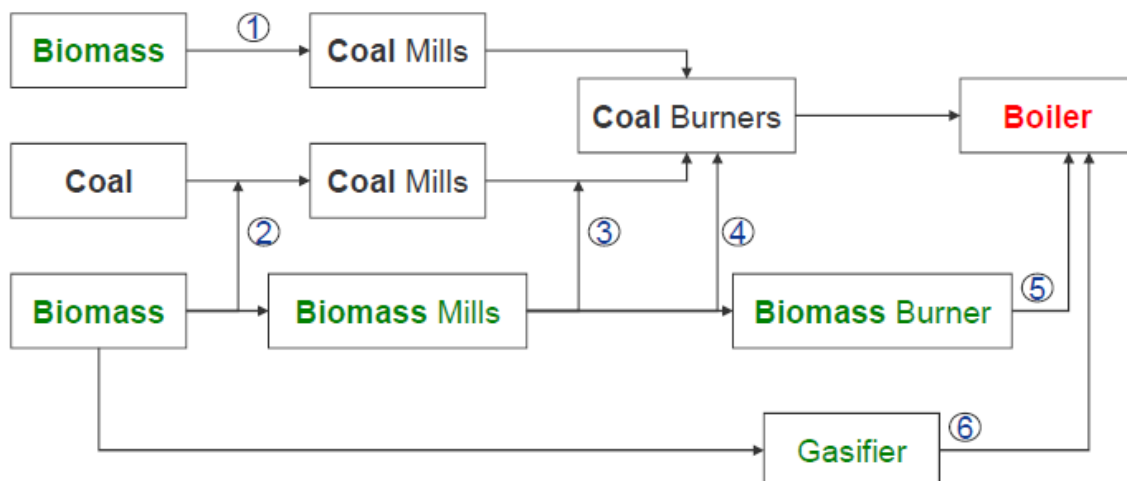 ①
Biomass
Coal Mills
Coal Burners
Boiler
Coal
Coal Mills
②
③
④
Biomass
Biomass Mills
Biomass Burner
⑤
Gasifier
⑥